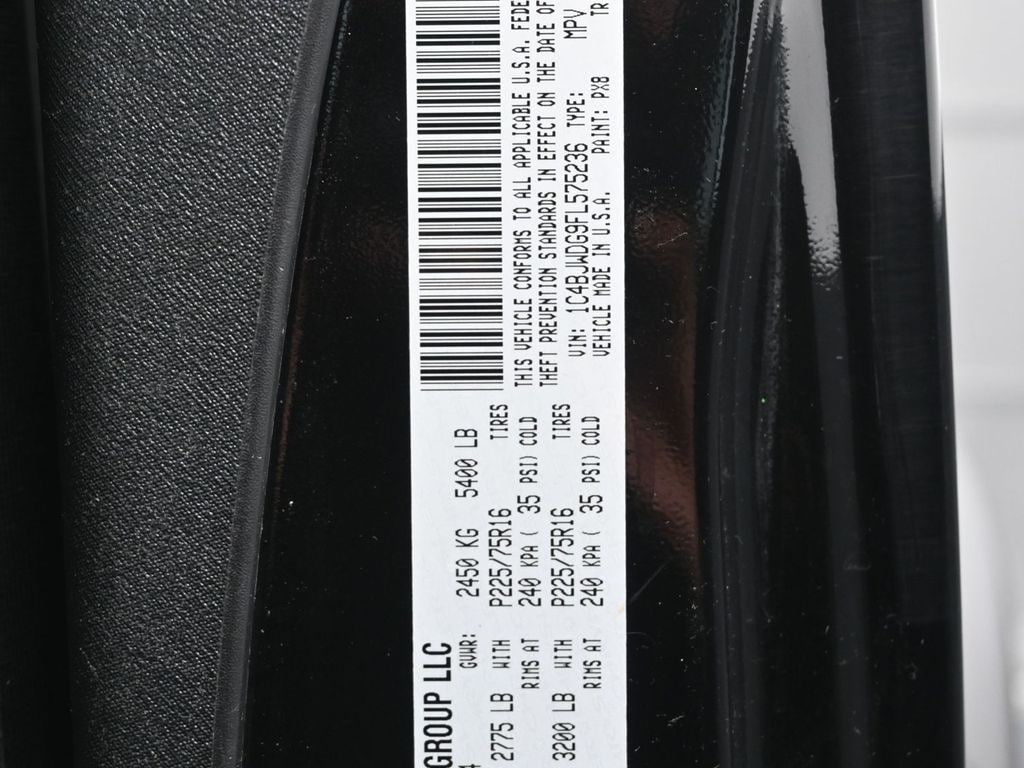 GROUP LLC
4
GVWR: 2450 KG 5400 LB
2775 LB WITH P225/75R16 TIRES
RIMS AT 240 KPA ( 35 PSI) COLD
3200 LB WITH P225/75R16 TIRES
RIMS AT 240 KPA ( 35 PSI) COLD
THIS VEHICLE CONFORMS TO ALL APPLICABLE U.S.A. FEDE
THEFT PREVENTION STANDARDS IN EFFECT ON THE DATE OF
VIN: 1C4BJWDG9FL575236 TYPE: MPV
VEHICLE MADE IN U.S.A. PAINT: PX8 TR